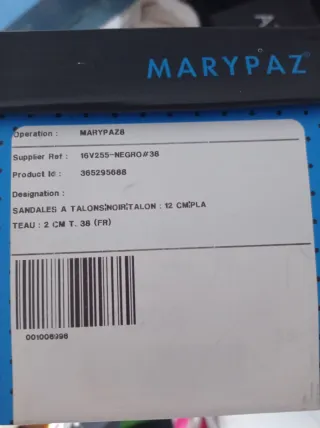 MARYPAZ
Operation : MARYPAZ8
Supplier Ref : 16V255-NEGRO#38
Product Id : 365295688
Designation :
SANDALES A TALONS:NOIR:TALON : 12 CM:PLA
TEAU : 2 CM T. 38 (FR)
001006996